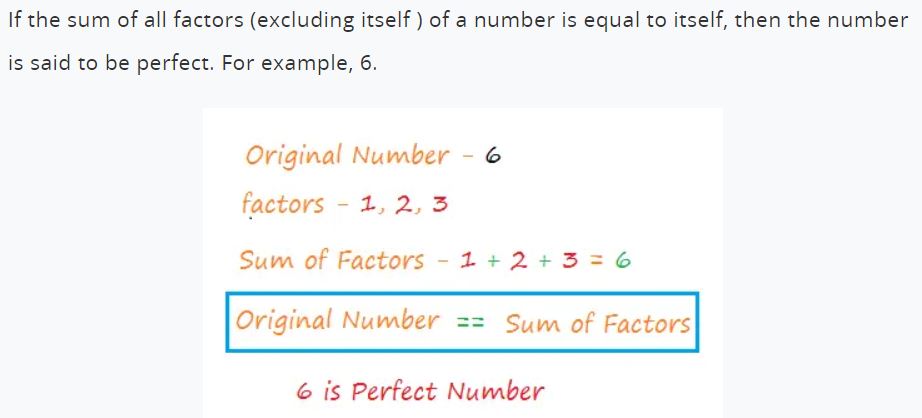 If the sum of all factors (excluding itself ) of a number is equal to itself, then the number
is said to be perfect. For example, 6.
Original Number - 6
factors - 1, 2, 3
Sum of Factors - 1 + 2 + 3 = 6
Original Number == Sum of Factors
6 is Perfect Number